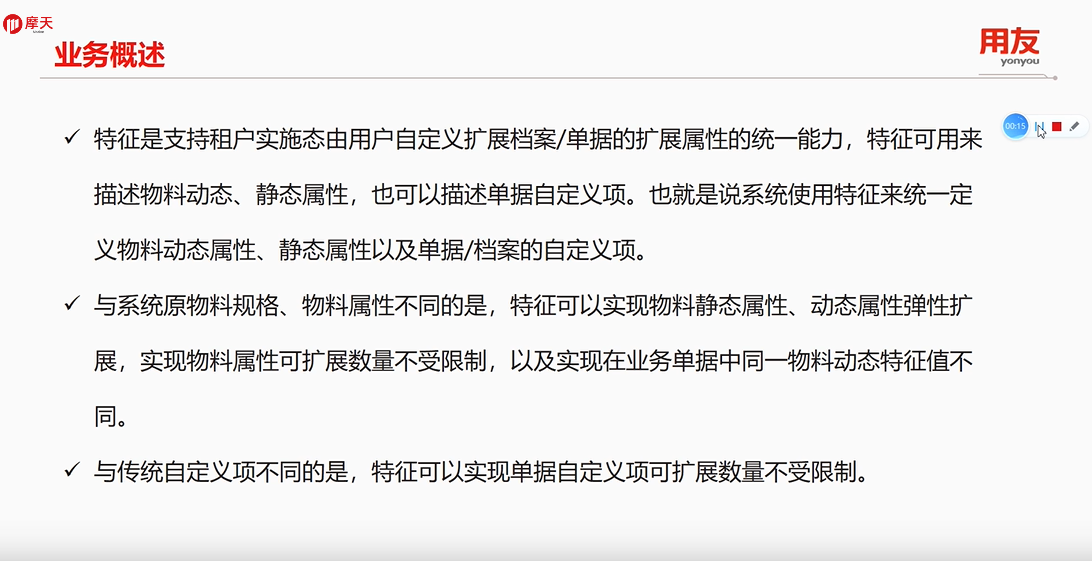 摩天
业务概述
用友
yonyou
00:15
✓ 特征是支持租户实施态由用户自定义扩展档案/单据的扩展属性的统一能力，特征可用来
描述物料动态、静态属性，也可以描述单据自定义项。也就是说系统使用特征来统一定
义物料动态属性、静态属性以及单据/档案的自定义项。
✓ 与系统原物料规格、物料属性不同的是，特征可以实现物料静态属性、动态属性弹性扩
展，实现物料属性可扩展数量不受限制，以及实现在业务单据中同一物料动态特征值不
同。
✓ 与传统自定义项不同的是，特征可以实现单据自定义项可扩展数量不受限制。